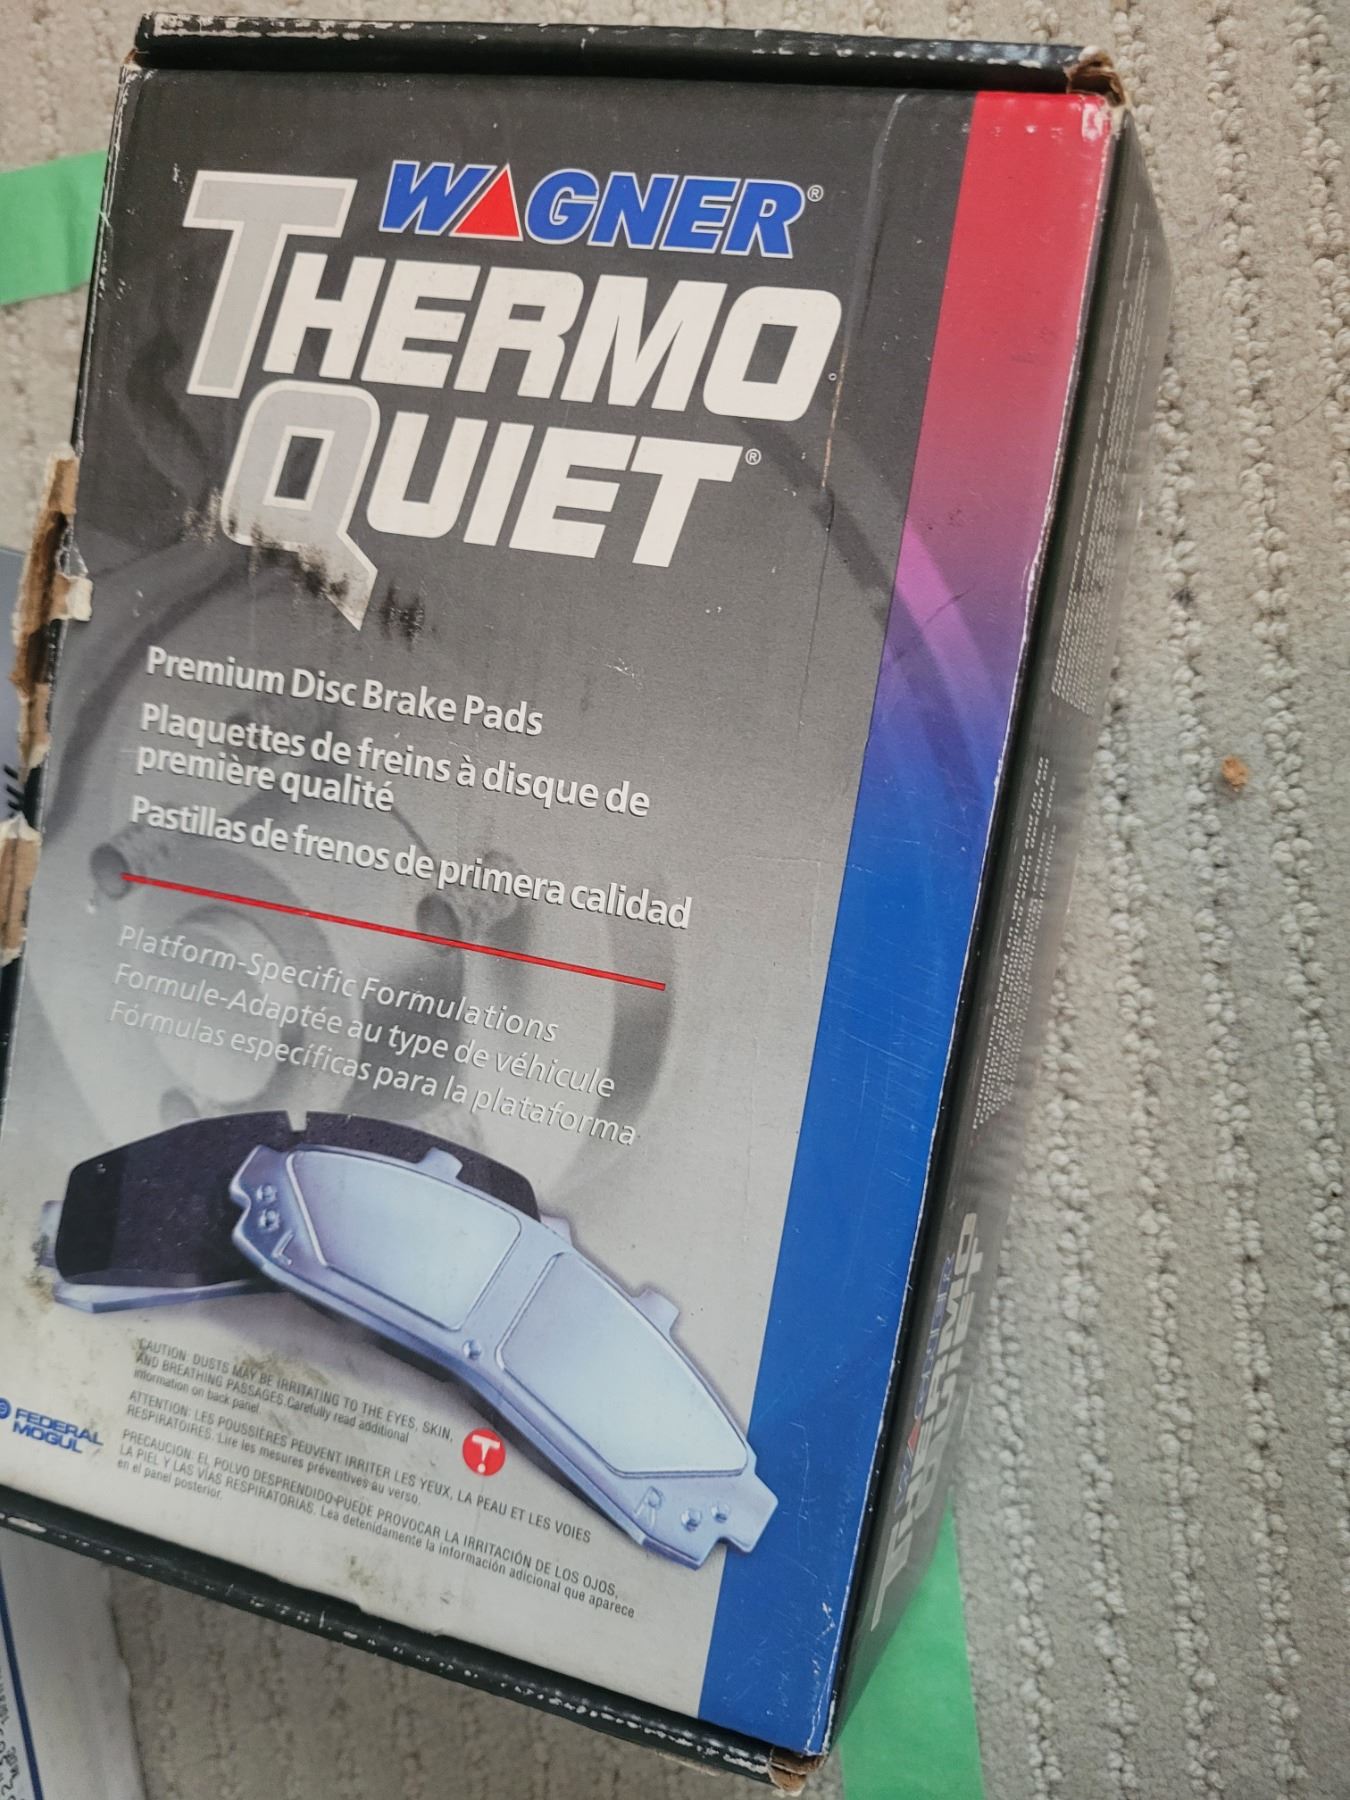 WAGNER®
THERMO
QUIET®
Premium Disc Brake Pads
Plaquettes de freins à disque de
première qualité
Pastillas de frenos de primera calidad
Platform-Specific Formulations
Formule-Adaptée au type de véhicule
Fórmulas específicas para la plataforma
L
R
CAUTION: DUSTS MAY BE IRRITATING TO THE EYES, SKIN,
AND BREATHING PASSAGES. Carefully read additional
information on back panel.
ATTENTION: LES POUSSIÈRES PEUVENT IRRITER LES YEUX, LA PEAU ET LES VOIES
RESPIRATOIRES. Lire les mesures préventives au verso.
PRECAUCION: EL POLVO DESPRENDIDO PUEDE PROVOCAR LA IRRITACIÓN DE LOS OJOS,
LA PIEL Y LAS VÍAS RESPIRATORIAS. Lea detenidamente la información adicional que aparece
en el panel posterior.
FEDERAL
MOGUL
WAGNER